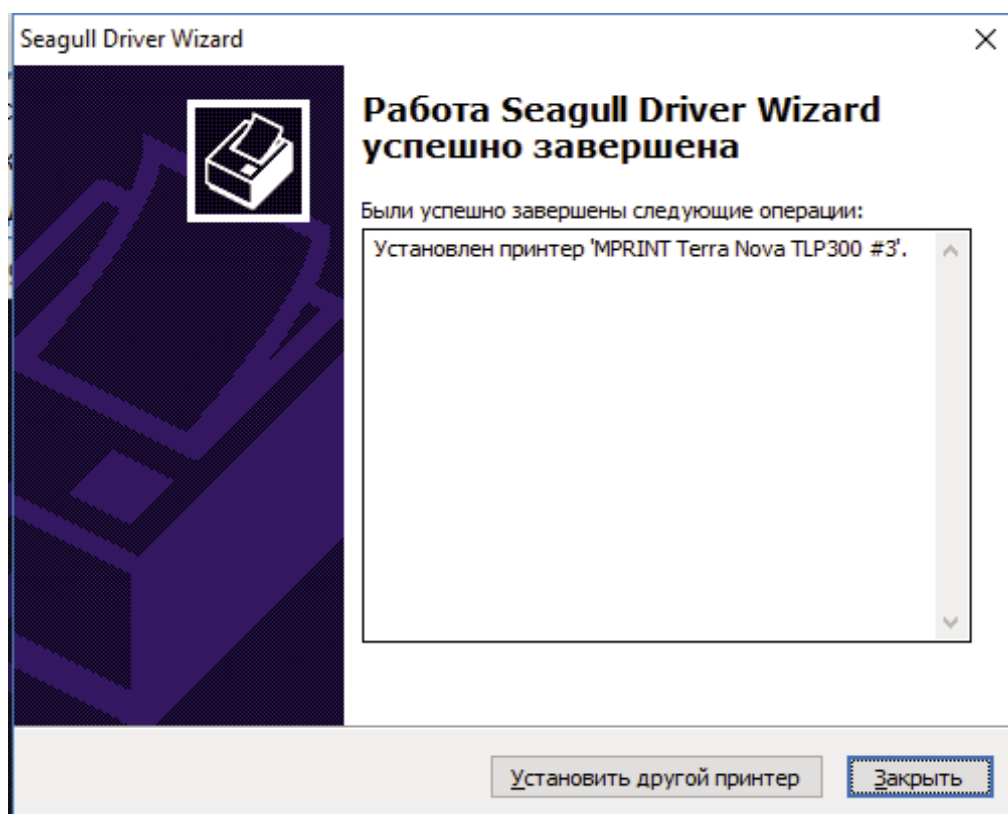 Seagull Driver Wizard
Работа Seagull Driver Wizard
успешно завершена
Были успешно завершены следующие операции:
Установлен принтер 'MPRINT Terra Nova TLP300 #3'.
Установить другой принтер
Закрыть